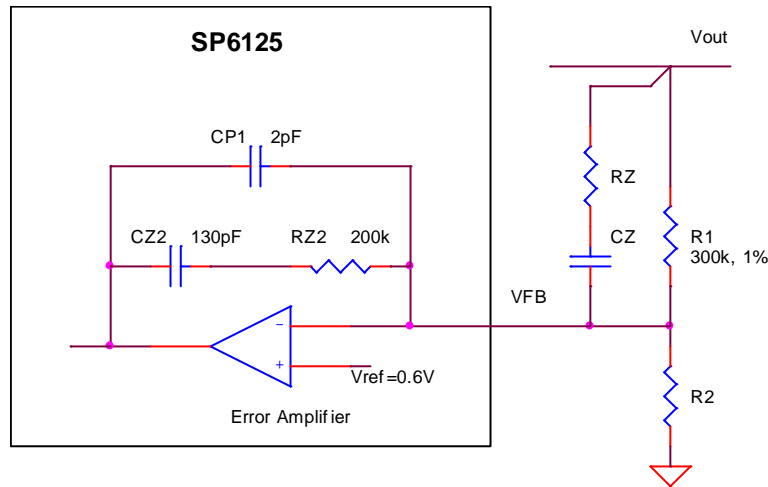 SP6125
Vout
CP1 2pF
RZ
CZ2 130pF RZ2 200k
CZ
R1
300k, 1%
VFB
−
+
Vref=0.6V
R2
Error Amplifier